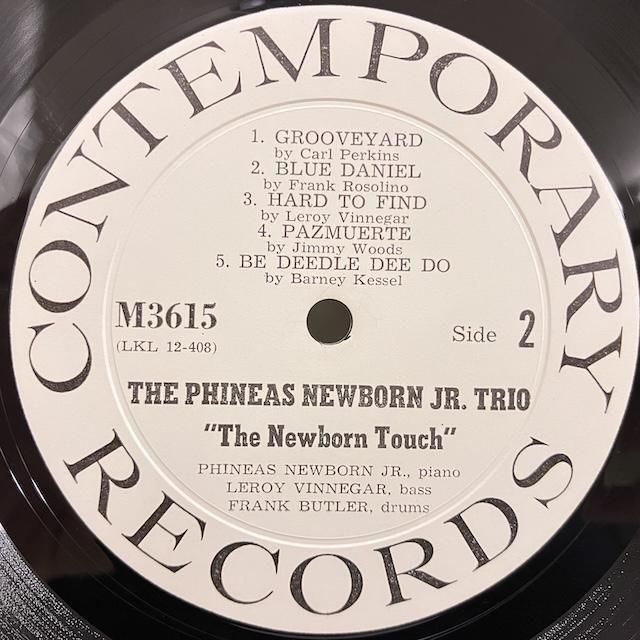 CONTEMPORARY
1. GROOVEYARD
by Carl Perkins
2. BLUE DANIEL
by Frank Rosolino
3. HARD TO FIND
by Leroy Vinnegar
4. PAZMUERTE
by Jimmy Woods
5. BE DEEDLE DEE DO
by Barney Kessel
M3615
(LKL 12-408)
Side 2
THE PHINEAS NEWBORN JR. TRIO
"The Newborn Touch"
PHINEAS NEWBORN JR., piano
LEROY VINNEGAR, bass
FRANK BUTLER, drums
RECORDS